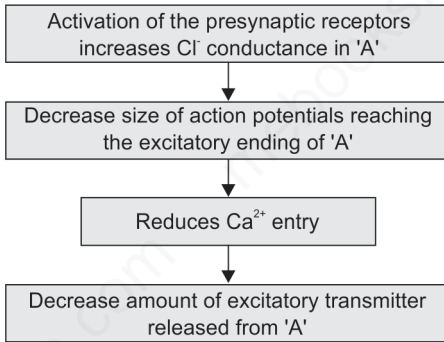 Activation of the presynaptic receptors
increases Cl⁻ conductance in 'A'
Decrease size of action potentials reaching
the excitatory ending of 'A'
Reduces Ca²⁺ entry
Decrease amount of excitatory transmitter
released from 'A'